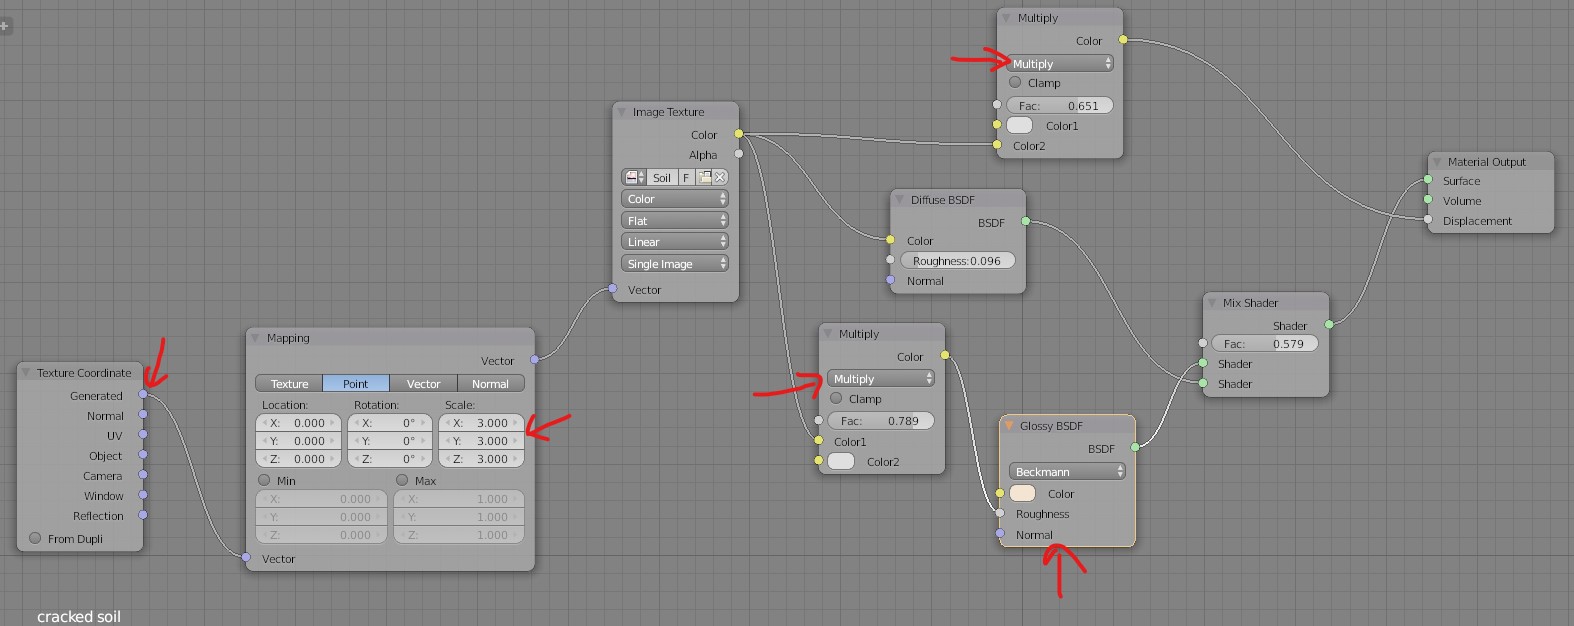 Multiply
Color
Multiply
Clamp
Fac: 0.651
Color1
Color2
Image Texture
Color
Alpha
Soil F
Color
Flat
Linear
Single Image
Vector
Material Output
Surface
Volume
Displacement
Diffuse BSDF
BSDF
Color
Roughness:0.096
Normal
Mix Shader
Shader
Fac: 0.579
Shader
Shader
Multiply
Color
Multiply
Clamp
Fac: 0.789
Color1
Color2
Mapping
Vector
Texture Point Vector Normal
Location: Rotation: Scale:
X: 0.000 X: 0° X: 3.000
Y: 0.000 Y: 0° Y: 3.000
Z: 0.000 Z: 0° Z: 3.000
Min Max
X: 0.000 X: 1.000
Y: 0.000 Y: 1.000
Z: 0.000 Z: 1.000
Vector
Texture Coordinate
Generated
Normal
UV
Object
Camera
Window
Reflection
From Dupli
Glossy BSDF
BSDF
Beckmann
Color
Roughness
Normal
cracked soil